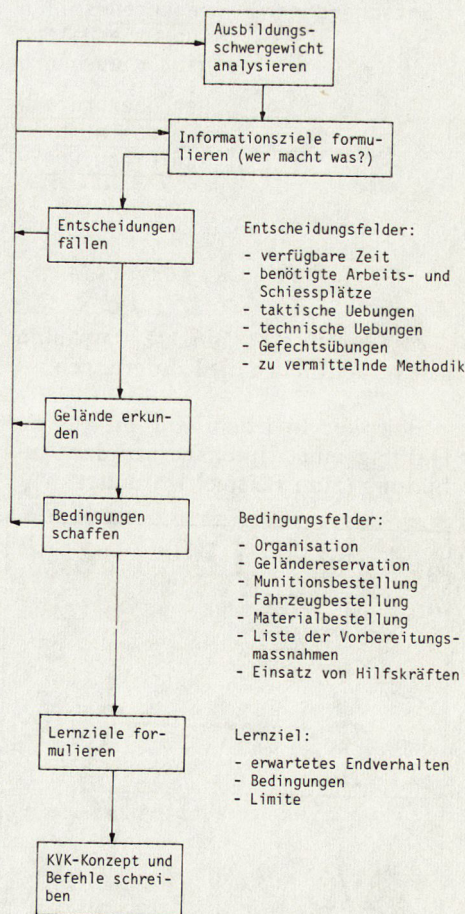 Ausbildungs-
schwergewicht
analysieren
Informationsziele formu-
lieren (wer macht was?)
Entscheidungen
fällen
Entscheidungsfelder:
- verfügbare Zeit
- benötigte Arbeits- und
Schiessplätze
- taktische Uebungen
- technische Uebungen
- Gefechtsübungen
- zu vermittelnde Methodik
Gelände erkun-
den
Bedingungen
schaffen
Bedingungsfelder:
- Organisation
- Geländereservation
- Munitionsbestellung
- Fahrzeugbestellung
- Materialbestellung
- Liste der Vorbereitungs-
massnahmen
- Einsatz von Hilfskräften
Lernziele for-
mulieren
Lernziel:
- erwartetes Endverhalten
- Bedingungen
- Limite
KVK-Konzept und
Befehle schrei-
ben